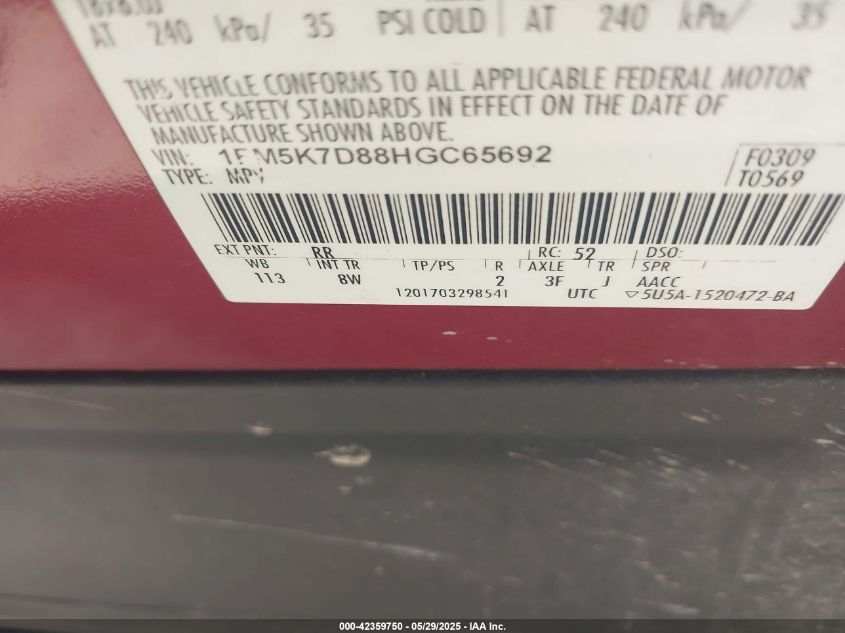 AT 240 kPa/ 35 PSI COLD AT 240 kPa/ 35
THIS VEHICLE CONFORMS TO ALL APPLICABLE FEDERAL MOTOR
VEHICLE SAFETY STANDARDS IN EFFECT ON THE DATE OF
MANUFACTURE SHOWN ABOVE.
VIN: 1FM5K7D88HGC65692 F0309
TYPE: MPV T0569
EXT PNT: RR RC: 52 DSO:
WB INT TR TP/PS R AXLE TR SPR
113 8W 2 3F J AACC
1201703298541 UTC ▽5U5A-1520472-BA
000-42359750 - 05/29/2025 - IAA Inc.